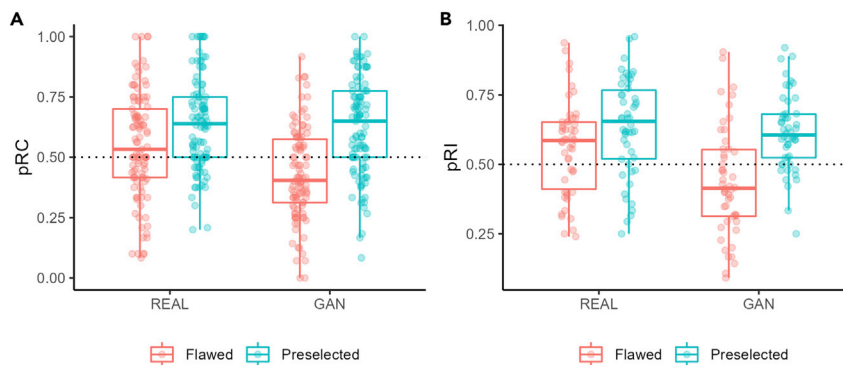 A
pRC
1.00
0.75
0.50
0.25
0.00
REAL GAN
Flawed Preselected
B
pRI
1.00
0.75
0.50
0.25
REAL GAN
Flawed Preselected